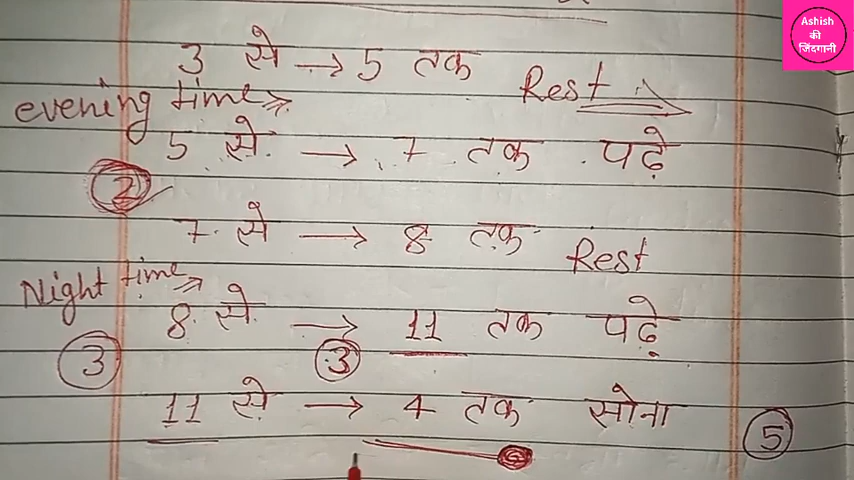 Ashish
की
जिंदगानी
3 से → 5 तक Rest ⇒
evening time ⇒
5 से → 7 तक पढ़े
2
7 से → 8 तक Rest
Night time ⇒
8 से → 11 तक पढ़े
3 3
11 से → 4 तक सोना
5